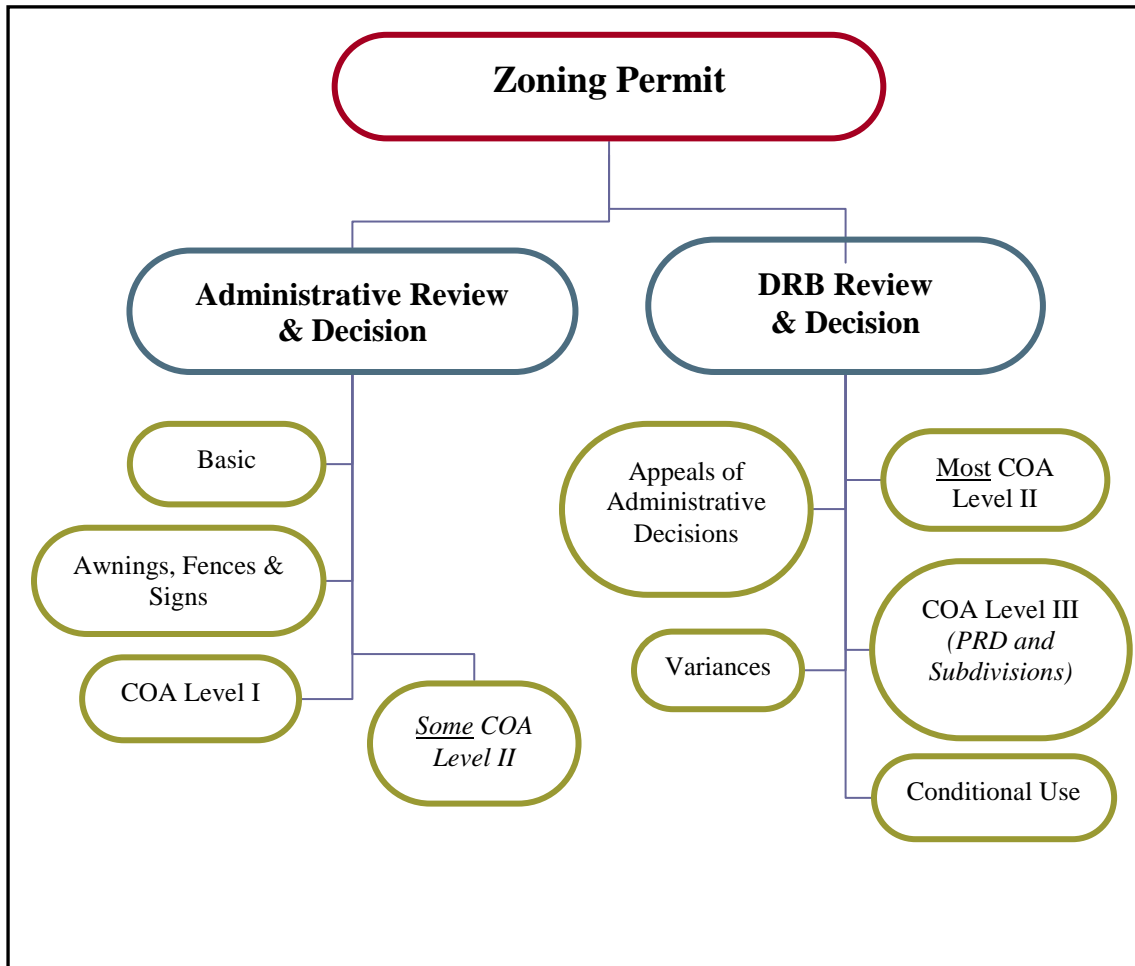 Zoning Permit
Administrative Review
& Decision
DRB Review
& Decision
Basic
Awnings, Fences &
Signs
COA Level I
Some COA
Level II
Appeals of
Administrative
Decisions
Variances
Most COA
Level II
COA Level III
(PRD and
Subdivisions)
Conditional Use